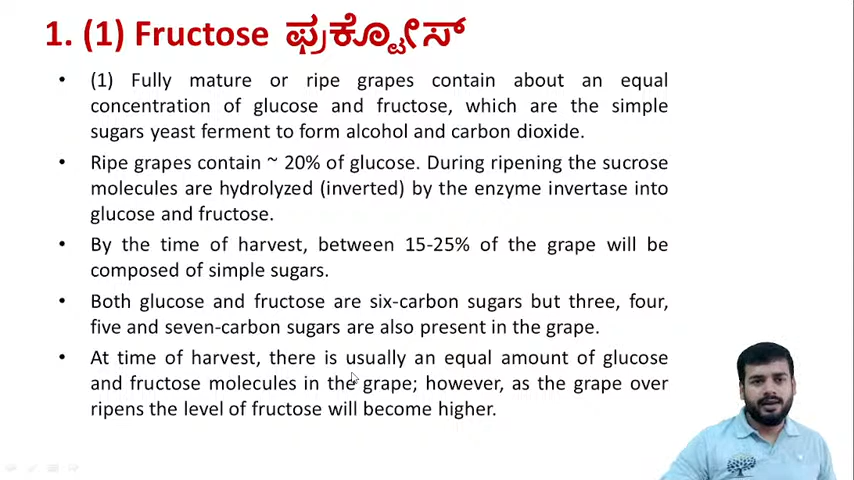 1. (1) Fructose ಫ್ರಕ್ಟೋಸ್
• (1) Fully mature or ripe grapes contain about an equal
concentration of glucose and fructose, which are the simple
sugars yeast ferment to form alcohol and carbon dioxide.
• Ripe grapes contain ~ 20% of glucose. During ripening the sucrose
molecules are hydrolyzed (inverted) by the enzyme invertase into
glucose and fructose.
• By the time of harvest, between 15-25% of the grape will be
composed of simple sugars.
• Both glucose and fructose are six-carbon sugars but three, four,
five and seven-carbon sugars are also present in the grape.
• At time of harvest, there is usually an equal amount of glucose
and fructose molecules in the grape; however, as the grape over
ripens the level of fructose will become higher.